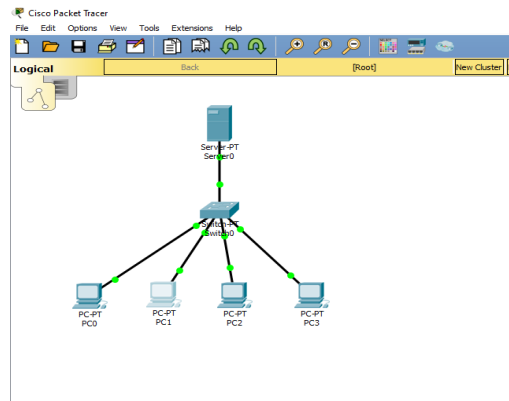 Cisco Packet Tracer
File Edit Options View Tools Extensions Help
Logical Back [Root] New Cluster
Server-PT
Server0
Switch-PT
Switch0
PC-PT PC-PT PC-PT PC-PT
PC0 PC1 PC2 PC3